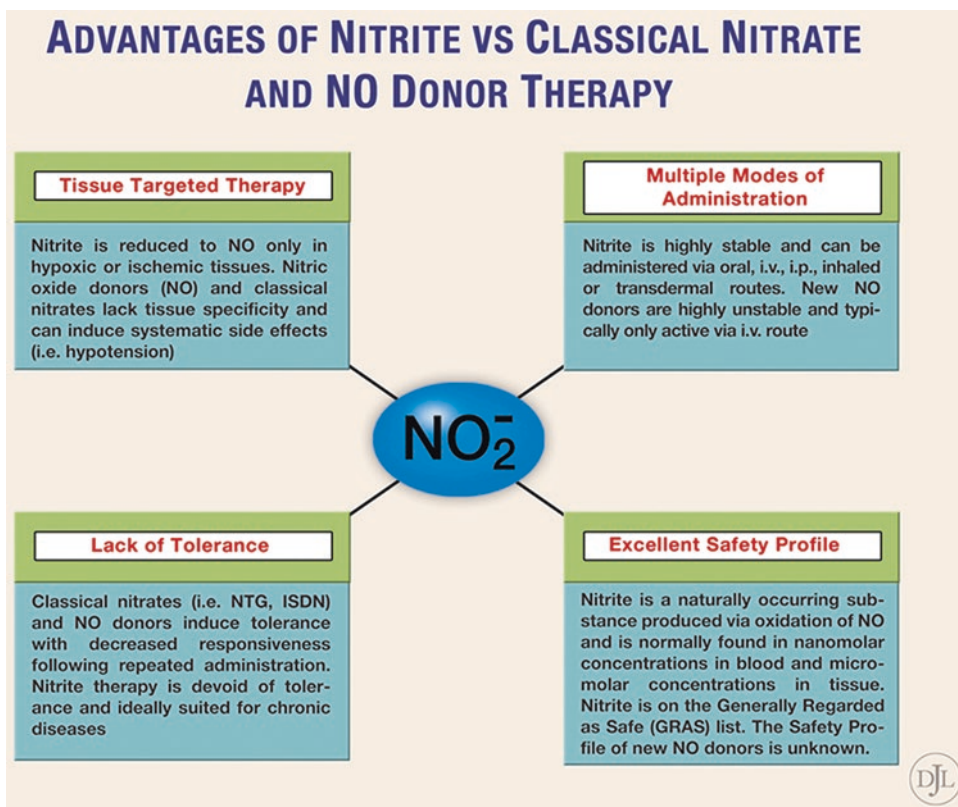 ADVANTAGES OF NITRITE VS CLASSICAL NITRATE
AND NO DONOR THERAPY
Tissue Targeted Therapy
Nitrite is reduced to NO only in
hypoxic or ischemic tissues. Nitric
oxide donors (NO) and classical
nitrates lack tissue specificity and
can induce systematic side effects
(i.e. hypotension)
Multiple Modes of
Administration
Nitrite is highly stable and can be
administered via oral, i.v., i.p., inhaled
or transdermal routes. New NO
donors are highly unstable and typi-
cally only active via i.v. route
NO₂⁻
Lack of Tolerance
Classical nitrates (i.e. NTG, ISDN)
and NO donors induce tolerance
with decreased responsiveness
following repeated administration.
Nitrite therapy is devoid of toler-
ance and ideally suited for chronic
diseases
Excellent Safety Profile
Nitrite is a naturally occurring sub-
stance produced via oxidation of NO
and is normally found in nanomolar
concentrations in blood and micro-
molar concentrations in tissue.
Nitrite is on the Generally Regarded
as Safe (GRAS) list. The Safety Pro-
file of new NO donors is unknown.
DJL